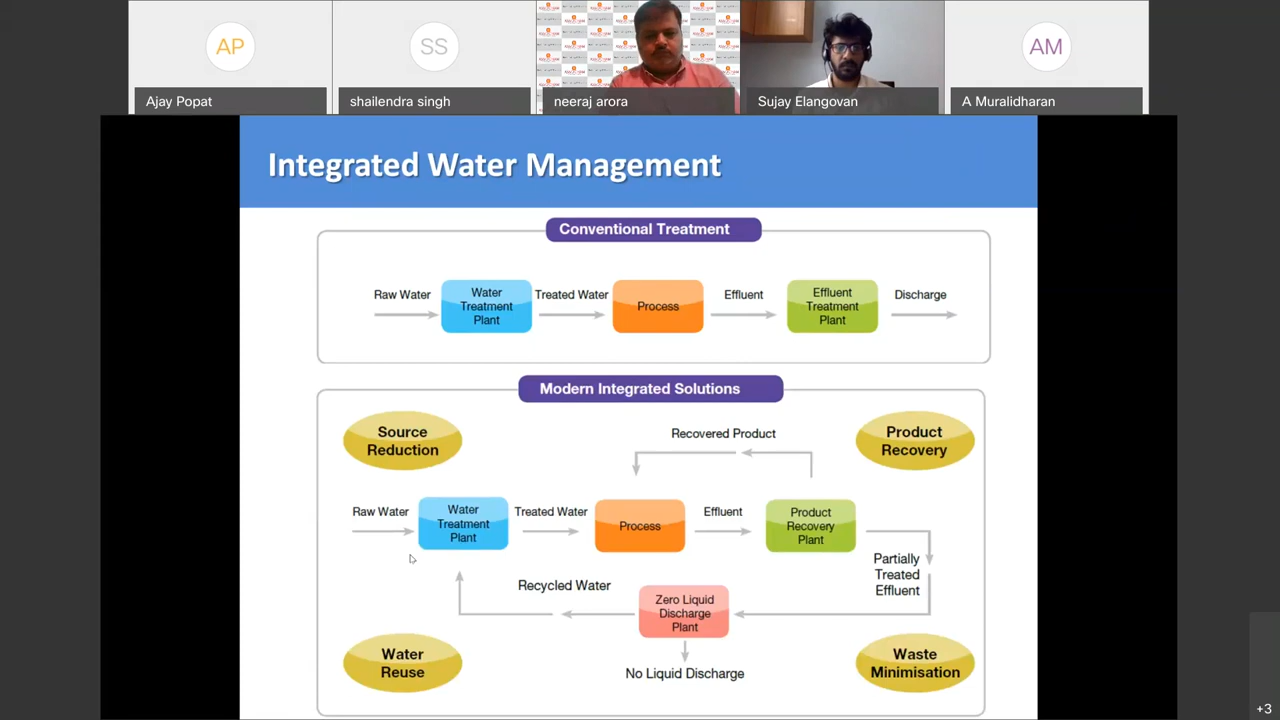 AP
SS
AM
Ajay Popat
shailendra singh
neeraj arora
Sujay Elangovan
A Muralidharan
Integrated Water Management
Conventional Treatment
Raw Water
Water
Treatment
Plant
Treated Water
Process
Effluent
Effluent
Treatment
Plant
Discharge
Modern Integrated Solutions
Source
Reduction
Recovered Product
Product
Recovery
Raw Water
Water
Treatment
Plant
Treated Water
Process
Effluent
Product
Recovery
Plant
Partially
Treated
Effluent
Recycled Water
Zero Liquid
Discharge
Plant
No Liquid Discharge
Water
Reuse
Waste
Minimisation
+3